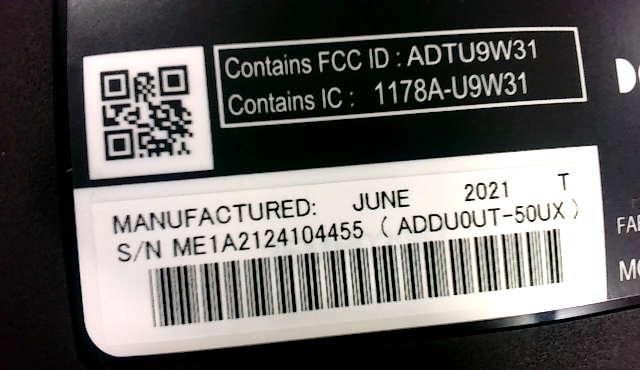 Contains FCC ID : ADTU9W31
Contains IC : 1178A-U9W31
MANUFACTURED: JUNE 2021 T
S/N ME1A2124104455 ( ADDU0UT-50UX )